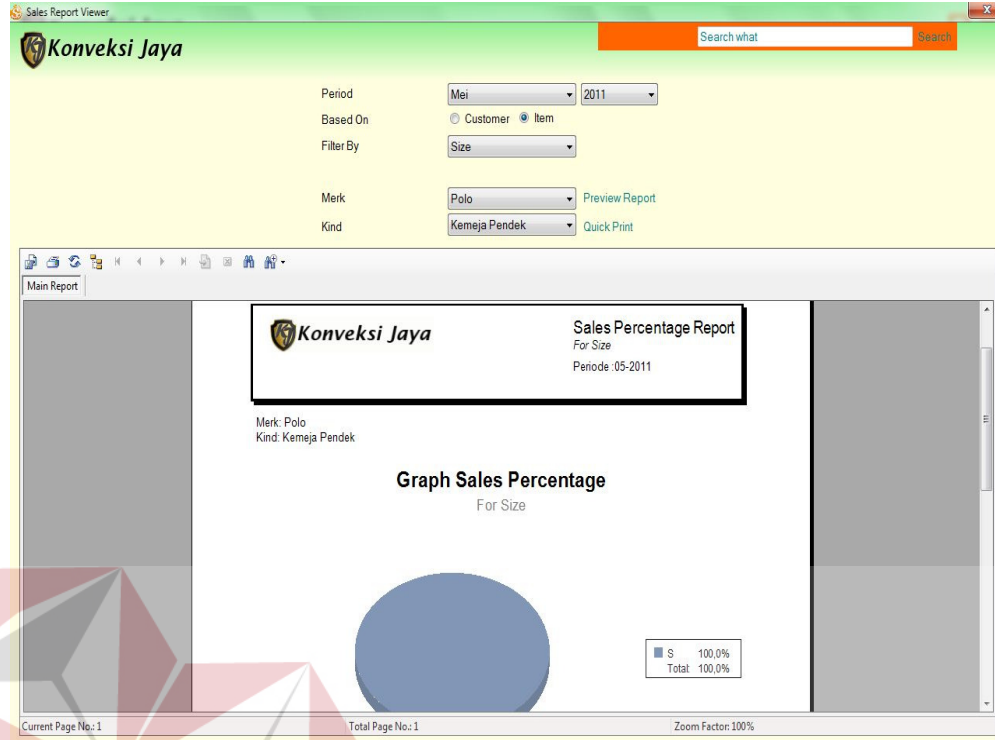 Sales Report Viewer
Konveksi Jaya
Search what Search
Period Mei 2011
Based On Customer Item
Filter By Size
Merk Polo Preview Report
Kind Kemeja Pendek Quick Print
Main Report
Konveksi Jaya
Sales Percentage Report
For Size
Periode :05-2011
Merk: Polo
Kind: Kemeja Pendek
Graph Sales Percentage
For Size
S 100,0%
Total: 100,0%
Current Page No.: 1 Total Page No.: 1 Zoom Factor: 100%